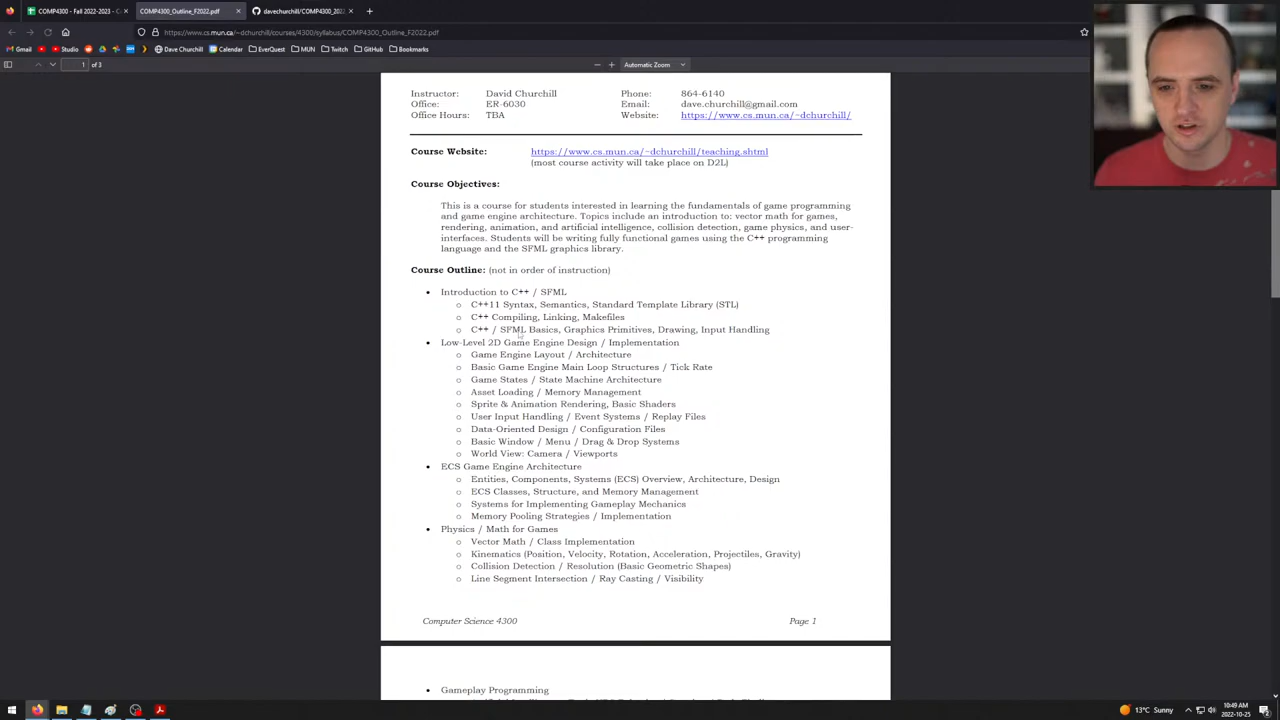 COMP4300 - Fall 2022-2023 - C
COMP4300_Outline_F2022.pdf
davechurchill/COMP4300_202
https://www.cs.mun.ca/~dchurchill/courses/4300/syllabus/COMP4300_Outline_F2022.pdf
Gmail
Studio
Dave Churchill
Calendar
EverQuest
MUN
Twitch
GitHub
Bookmarks
1 of 3
Automatic Zoom
Instructor: David Churchill Phone: 864-6140
Office: ER-6030 Email: dave.churchill@gmail.com
Office Hours: TBA Website: https://www.cs.mun.ca/~dchurchill/
Course Website: https://www.cs.mun.ca/~dchurchill/teaching.shtml
(most course activity will take place on D2L)
Course Objectives:
This is a course for students interested in learning the fundamentals of game programming
and game engine architecture. Topics include an introduction to: vector math for games,
rendering, animation, and artificial intelligence, collision detection, game physics, and user-
interfaces. Students will be writing fully functional games using the C++ programming
language and the SFML graphics library.
Course Outline: (not in order of instruction)
• Introduction to C++ / SFML
o C++11 Syntax, Semantics, Standard Template Library (STL)
o C++ Compiling, Linking, Makefiles
o C++ / SFML Basics, Graphics Primitives, Drawing, Input Handling
• Low-Level 2D Game Engine Design / Implementation
o Game Engine Layout / Architecture
o Basic Game Engine Main Loop Structures / Tick Rate
o Game States / State Machine Architecture
o Asset Loading / Memory Management
o Sprite & Animation Rendering, Basic Shaders
o User Input Handling / Event Systems / Replay Files
o Data-Oriented Design / Configuration Files
o Basic Window / Menu / Drag & Drop Systems
o World View: Camera / Viewports
• ECS Game Engine Architecture
o Entities, Components, Systems (ECS) Overview, Architecture, Design
o ECS Classes, Structure, and Memory Management
o Systems for Implementing Gameplay Mechanics
o Memory Pooling Strategies / Implementation
• Physics / Math for Games
o Vector Math / Class Implementation
o Kinematics (Position, Velocity, Rotation, Acceleration, Projectiles, Gravity)
o Collision Detection / Resolution (Basic Geometric Shapes)
o Line Segment Intersection / Ray Casting / Visibility
Computer Science 4300 Page 1
• Gameplay Programming
13°C Sunny
10:49 AM
2022-10-25